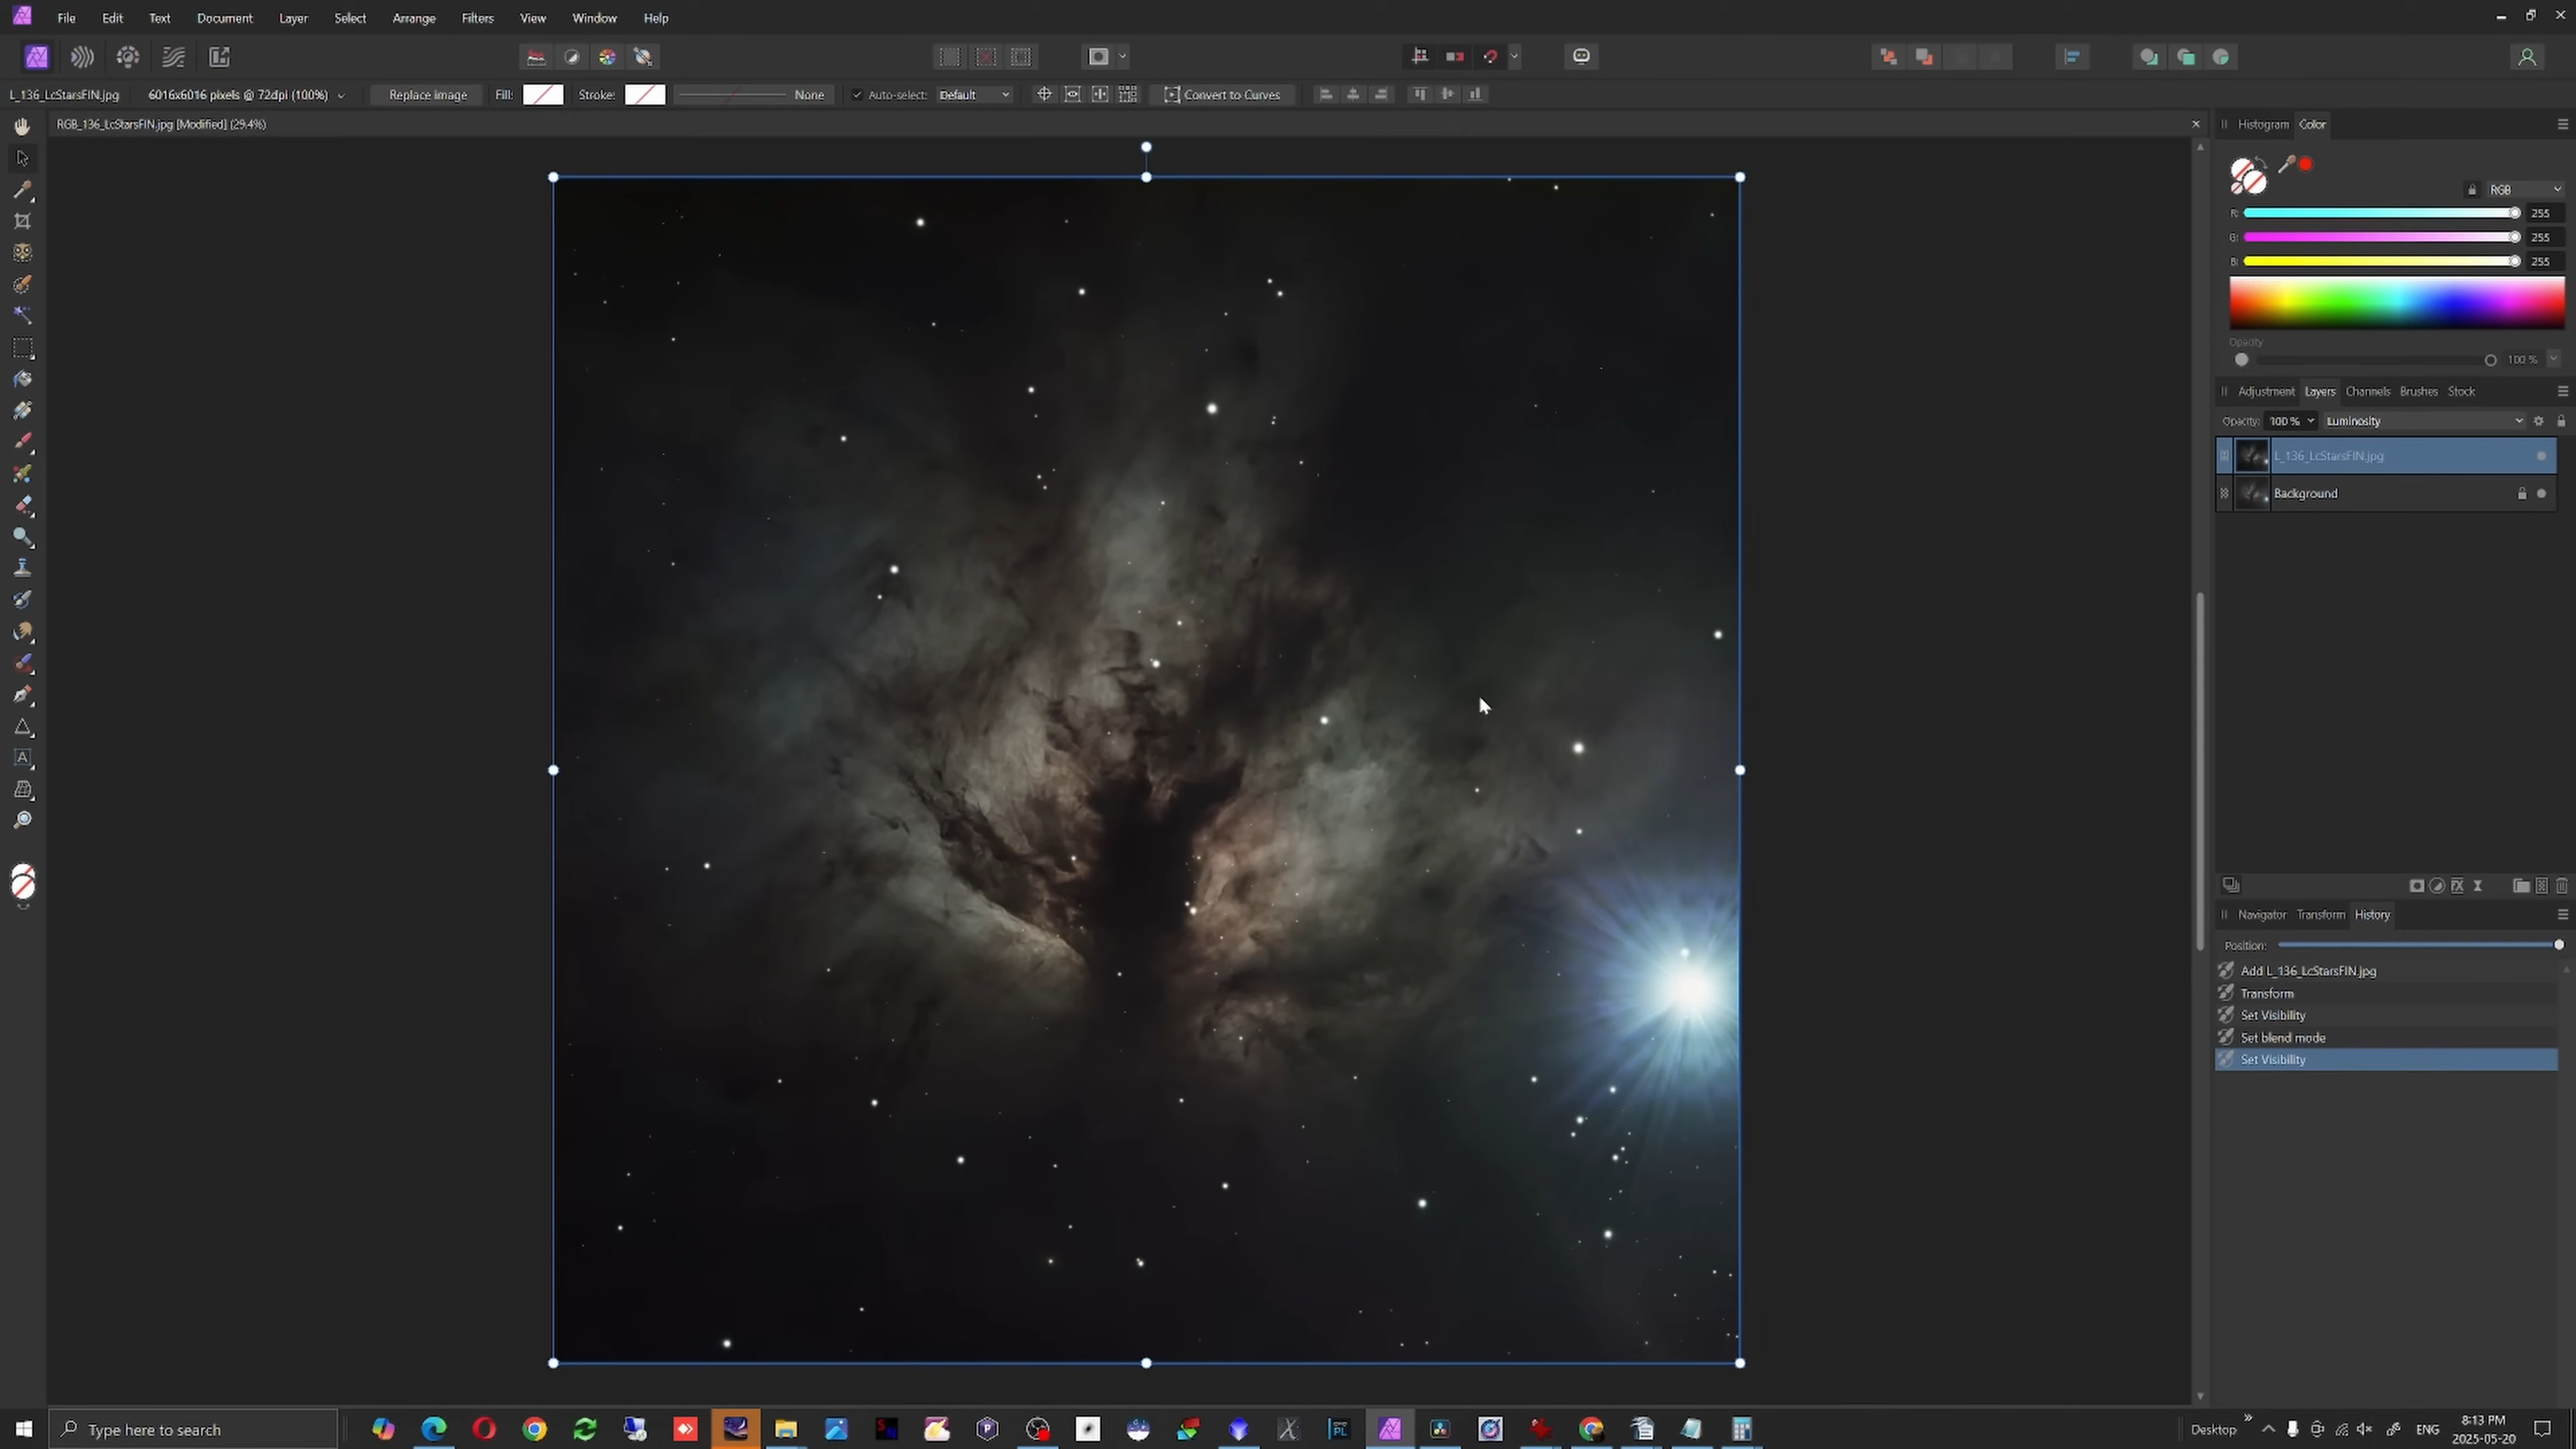 File Edit Text Document Layer Select Arrange Filters View Window Help
L_136_LcStarsFIN.jpg 6016x6016 pixels @ 72dpi (100%) Replace image Fill: Stroke: None Auto-select: Default Convert to Curves
RGB_136_LcStarsFIN.jpg [Modified] (29.4%)
Histogram Color
RGB
R: 255
G: 255
B: 255
Opacity
100 %
Adjustment Layers Channels Brushes Stock
Opacity: 100 % Luminosity
L_136_LcStarsFIN.jpg
Background
Navigator Transform History
Position:
Add L_136_LcStarsFIN.jpg
Transform
Set Visibility
Set blend mode
Set Visibility
Type here to search
Desktop ENG 8:13 PM
2025-05-20